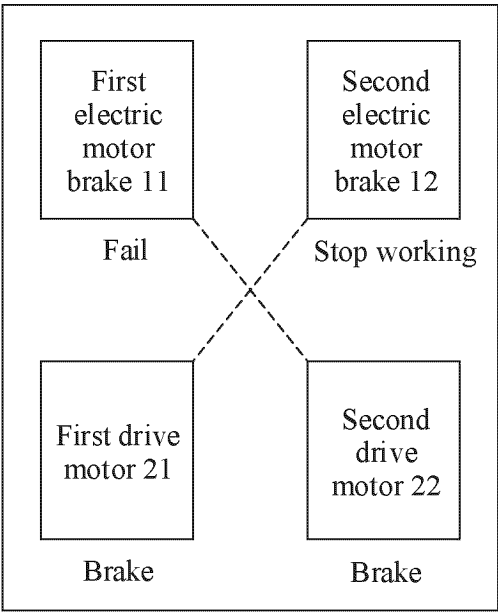 First
electric
motor
brake 11
Second
electric
motor
brake 12
Fail
Stop working
First drive
motor 21
Second
drive
motor 22
Brake
Brake